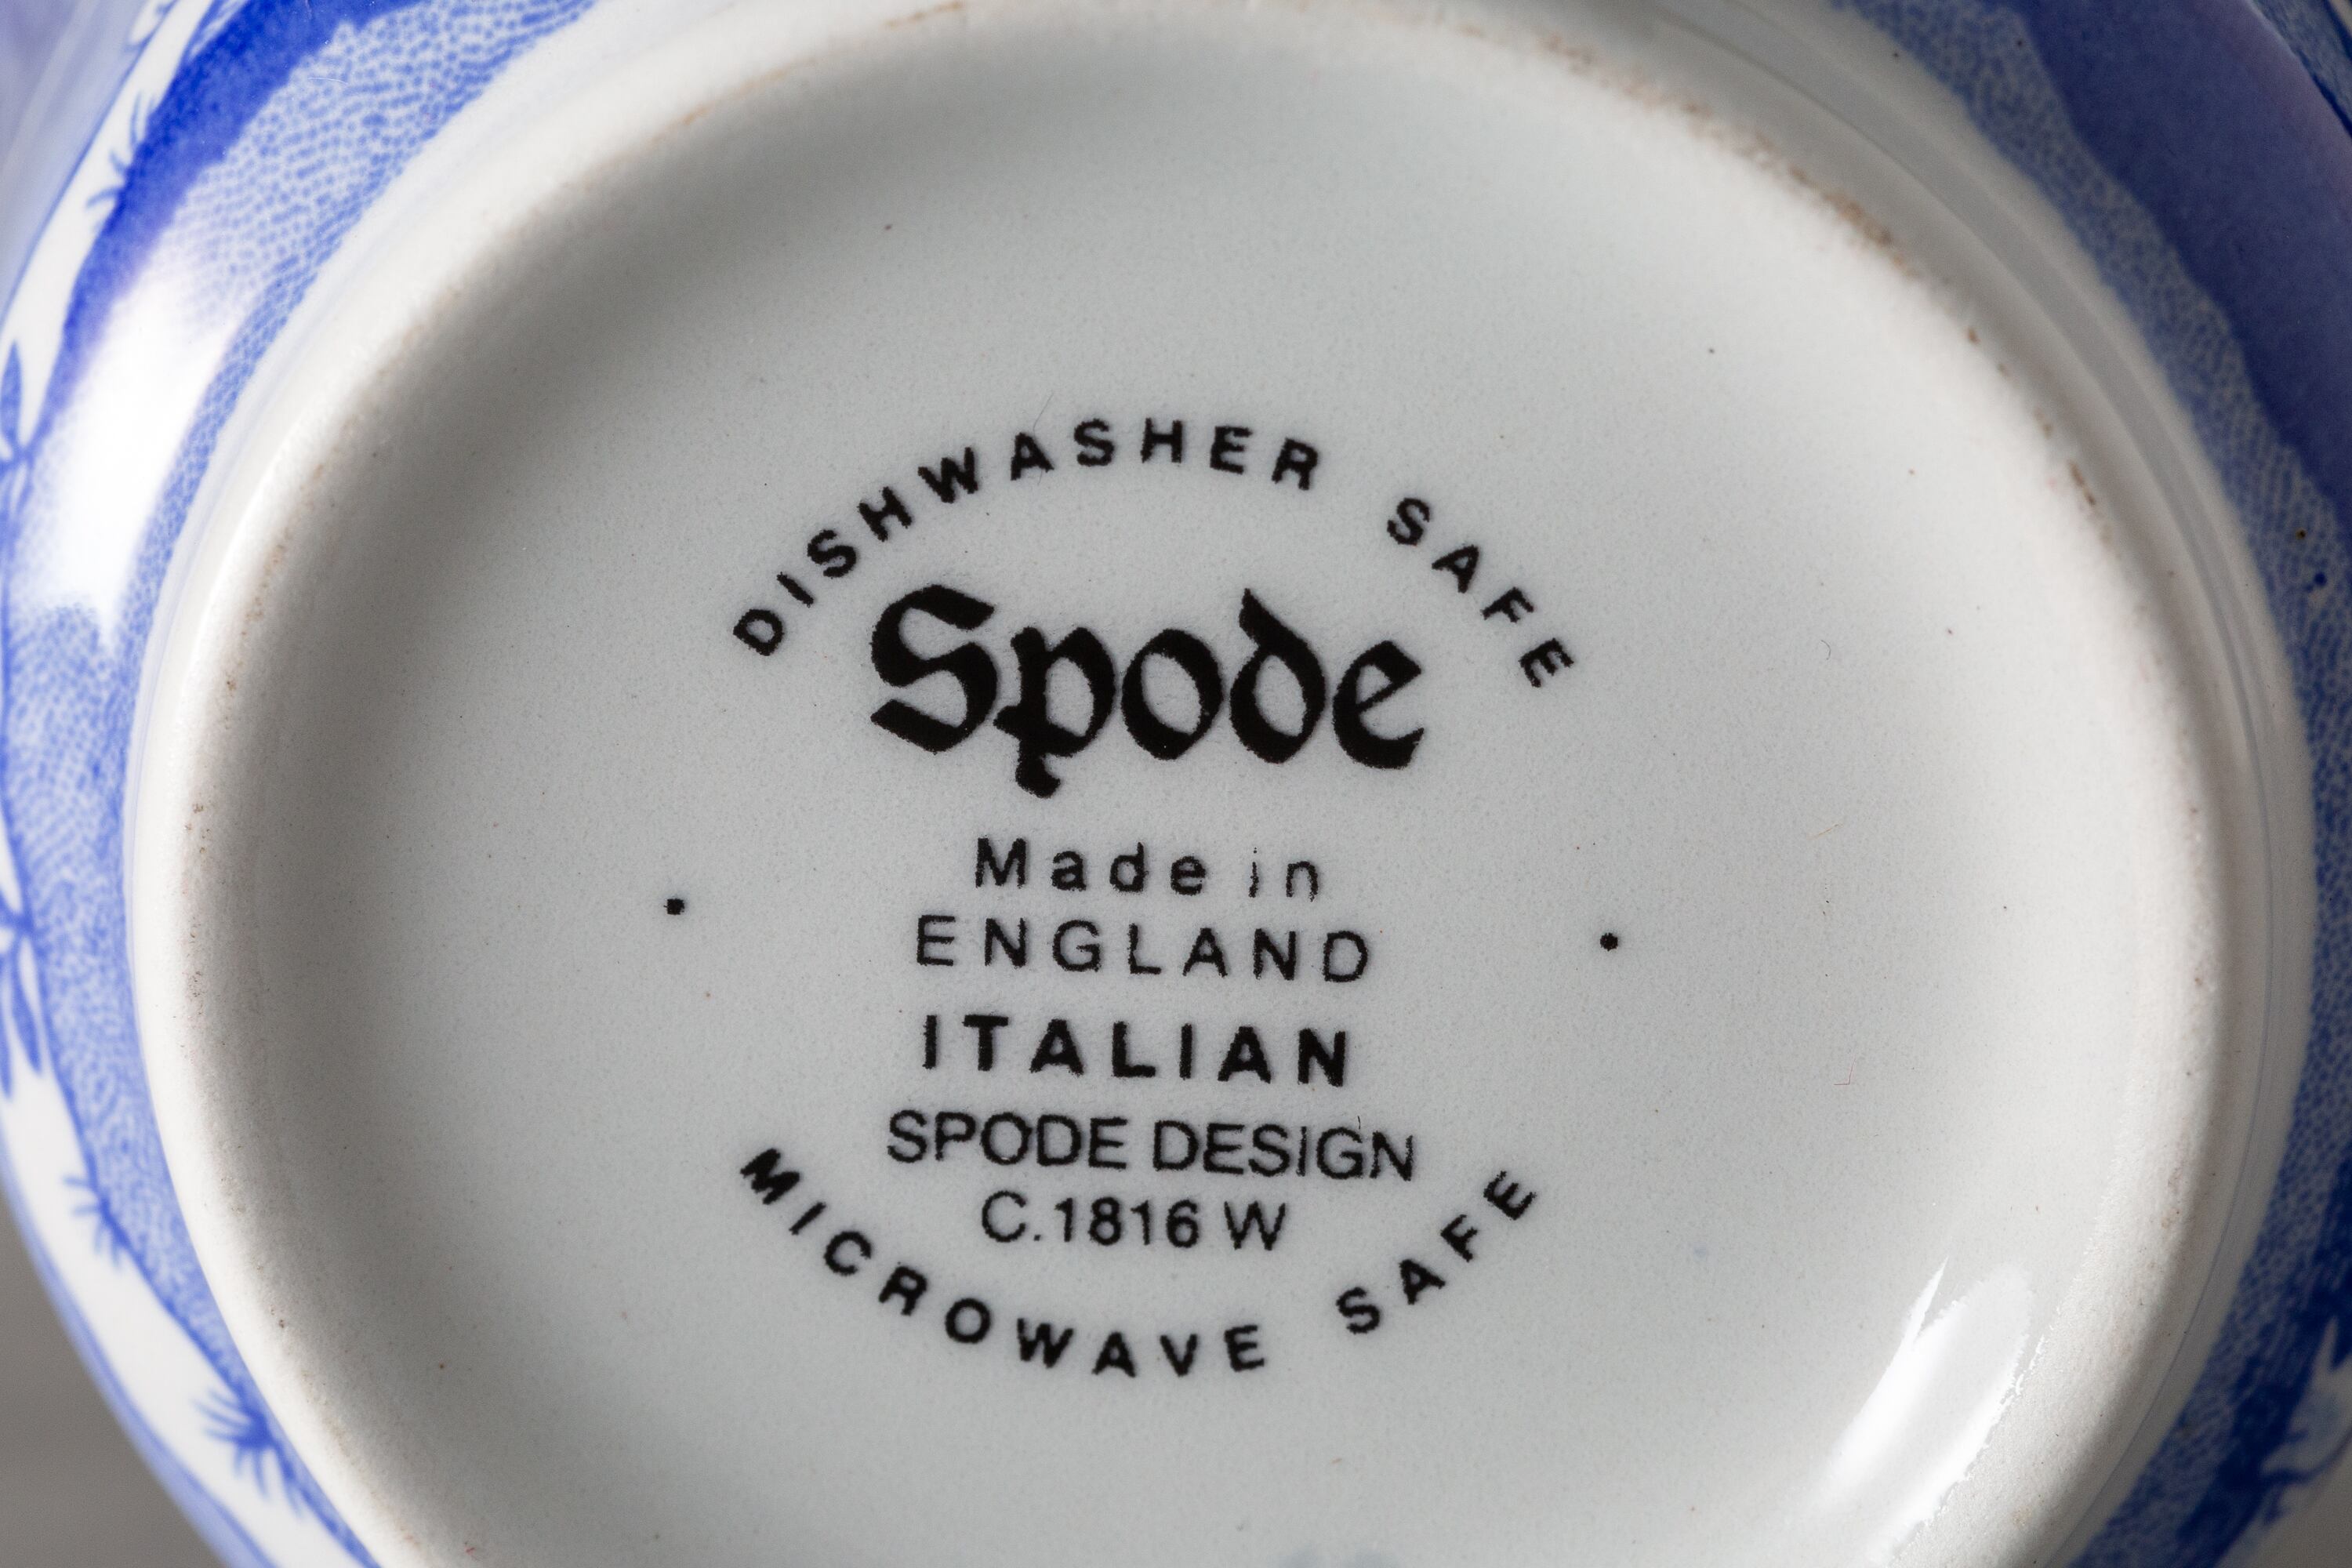 DISHWASHER SAFE
Spode
Made in
ENGLAND
ITALIAN
SPODE DESIGN
C.1816 W
MICROWAVE SAFE